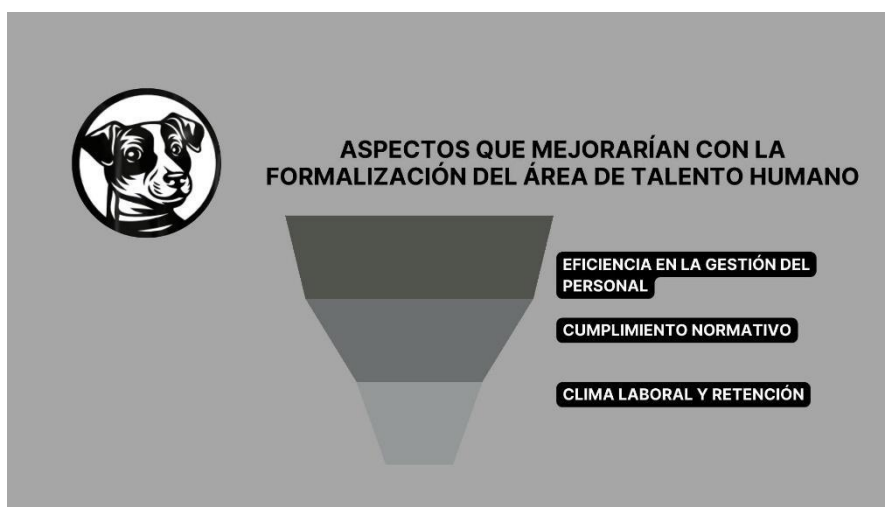 ASPECTOS QUE MEJORARÍAN CON LA
FORMALIZACIÓN DEL ÁREA DE TALENTO HUMANO
EFICIENCIA EN LA GESTIÓN DEL
PERSONAL
CUMPLIMIENTO NORMATIVO
CLIMA LABORAL Y RETENCIÓN